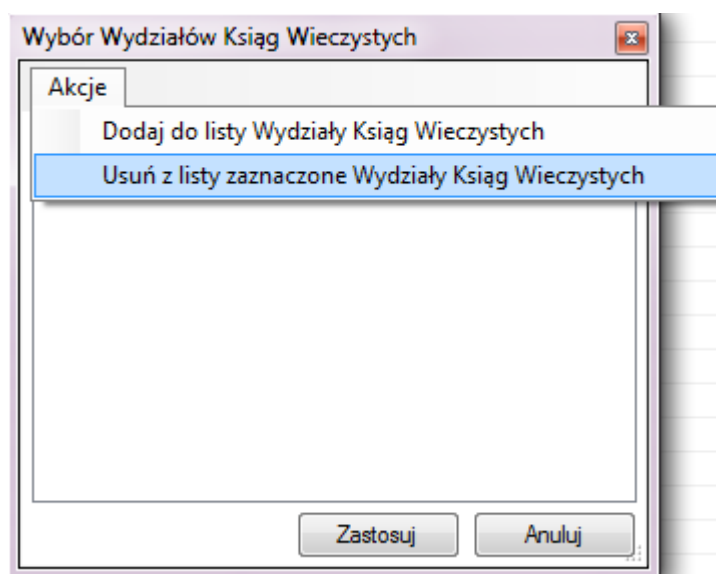 Wybór Wydziałów Ksiąg Wieczystych
Akcje
Dodaj do listy Wydziały Ksiąg Wieczystych
Usuń z listy zaznaczone Wydziały Ksiąg Wieczystych
Zastosuj
Anuluj